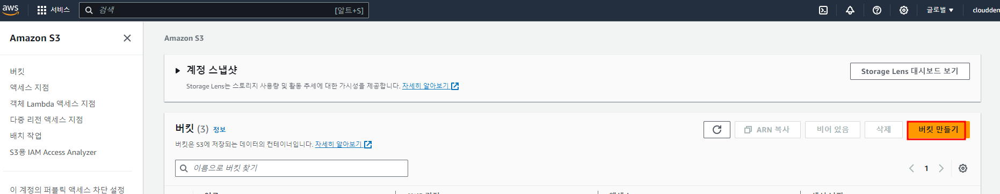 aws
서비스
검색
[알트+S]
글로벌
Amazon S3
버킷
액세스 지점
객체 Lambda 액세스 지점
다중 리전 액세스 지점
배치 작업
S3용 IAM Access Analyzer
이 계정의 퍼블릭 액세스 차단 설정
Amazon S3
계정 스냅샷
Storage Lens는 스토리지 사용량 및 활동 추세에 대한 가시성을 제공합니다. 자세히 알아보기
Storage Lens 대시보드 보기
버킷 (3) 정보
버킷은 S3에 저장되는 데이터의 컨테이너입니다. 자세히 알아보기
ARN 복사
비어 있음
삭제
버킷 만들기
이름으로 버킷 찾기
1